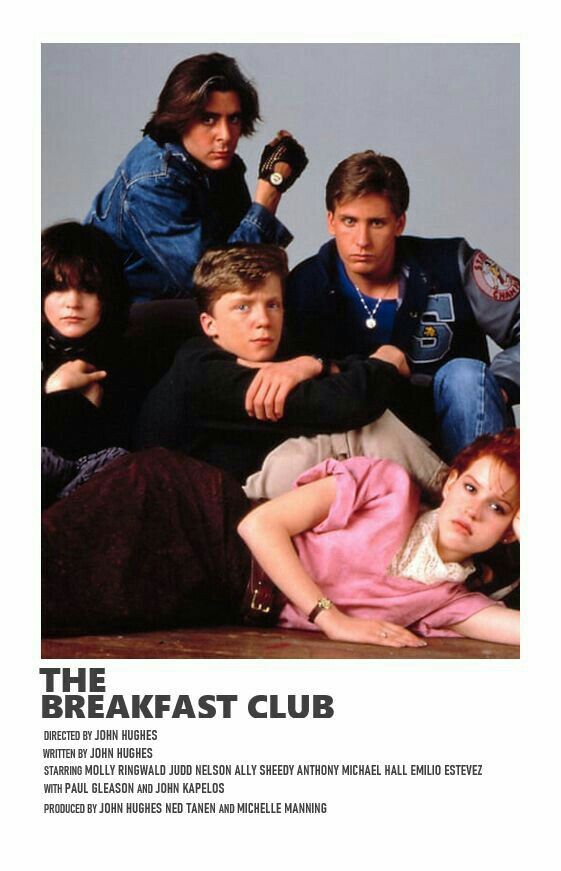 S
THE
BREAKFAST CLUB
DIRECTED BY JOHN HUGHES
WRITTEN BY JOHN HUGHES
STARRING MOLLY RINGWALD JUDD NELSON ALLY SHEEDY ANTHONY MICHAEL HALL EMILIO ESTEVEZ
WITH PAUL GLEASON AND JOHN KAPELOS
PRODUCED BY JOHN HUGHES NED TANEN AND MICHELLE MANNING